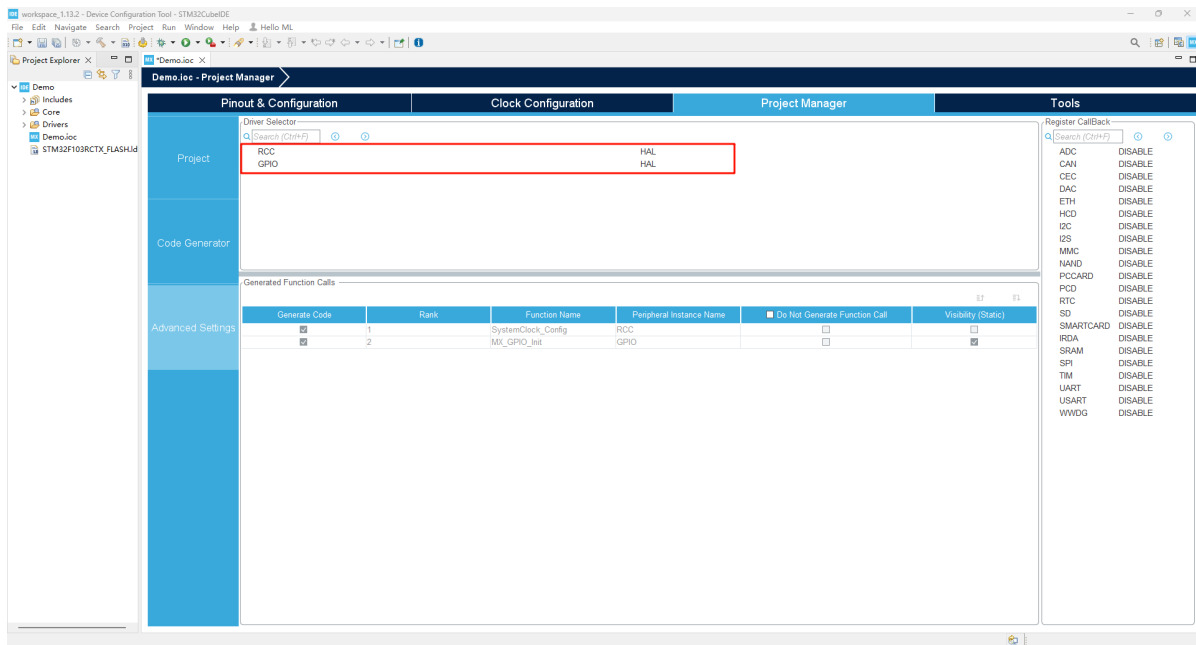 workspace_1.13.2 - Device Configuration Tool - STM32CubeIDE
File Edit Navigate Search Project Run Window Help Hello ML
Project Explorer
*Demo.ioc
Demo
Includes
Core
Drivers
Demo.ioc
STM32F103RCTX_FLASH.ld
Demo.ioc - Project Manager
Pinout & Configuration
Clock Configuration
Project Manager
Tools
Project
Code Generator
Advanced Settings
Driver Selector
Search (Ctrl+F)
RCC HAL
GPIO HAL
Generated Function Calls
Generate Code Rank Function Name Peripheral Instance Name Do Not Generate Function Call Visibility (Static)
1 SystemClock_Config RCC
2 MX_GPIO_Init GPIO
Register CallBack
Search (Ctrl+F)
ADC DISABLE
CAN DISABLE
CEC DISABLE
DAC DISABLE
ETH DISABLE
HCD DISABLE
I2C DISABLE
I2S DISABLE
MMC DISABLE
NAND DISABLE
PCCARD DISABLE
PCD DISABLE
RTC DISABLE
SD DISABLE
SMARTCARD DISABLE
IRDA DISABLE
SRAM DISABLE
SPI DISABLE
TIM DISABLE
UART DISABLE
USART DISABLE
WWDG DISABLE